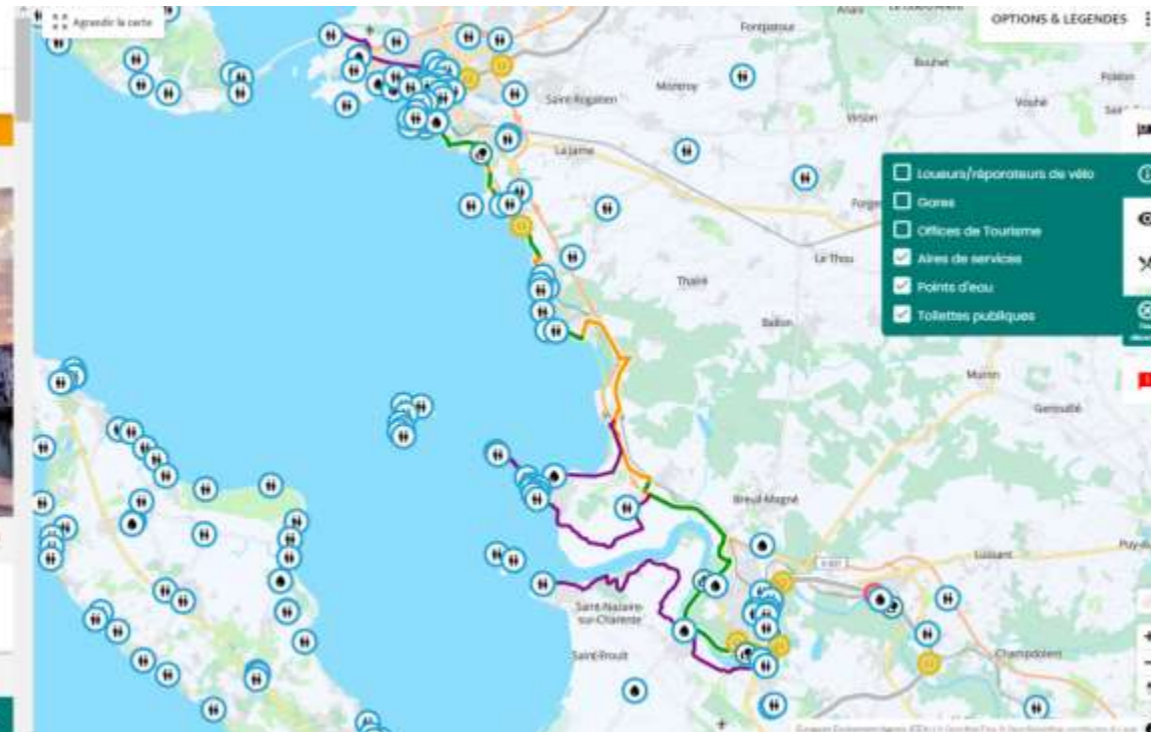 Agrandir la carte
OPTIONS & LEGENDES
Fontpatour
Bouhet
Montroy
Saint-Rogatien
Vouhé
Virson
La Jarne
Loueurs/réparateurs de vélo
Gares
Offices de Tourisme
Aires de services
Points d'eau
Toilettes publiques
Forges
Le Thou
Thairé
Ballon
Muron
Genouillé
Breuil-Magné
Lussant
Saint-Nazaire-
sur-Charente
Saint-Froult
Champdolent